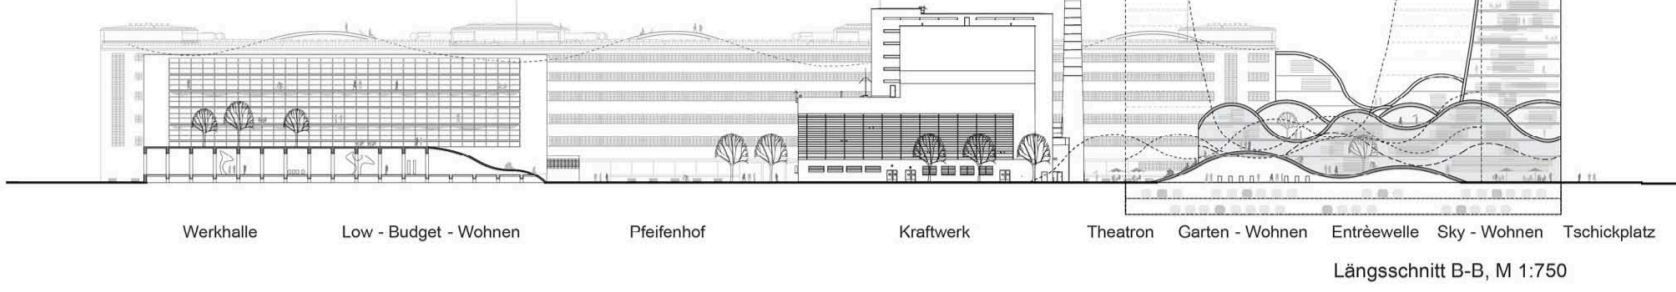 Werkhalle Low - Budget - Wohnen Pfeifenhof Kraftwerk Theatron Garten - Wohnen Entrèewelle Sky - Wohnen Tschickplatz
Längsschnitt B-B, M 1:750